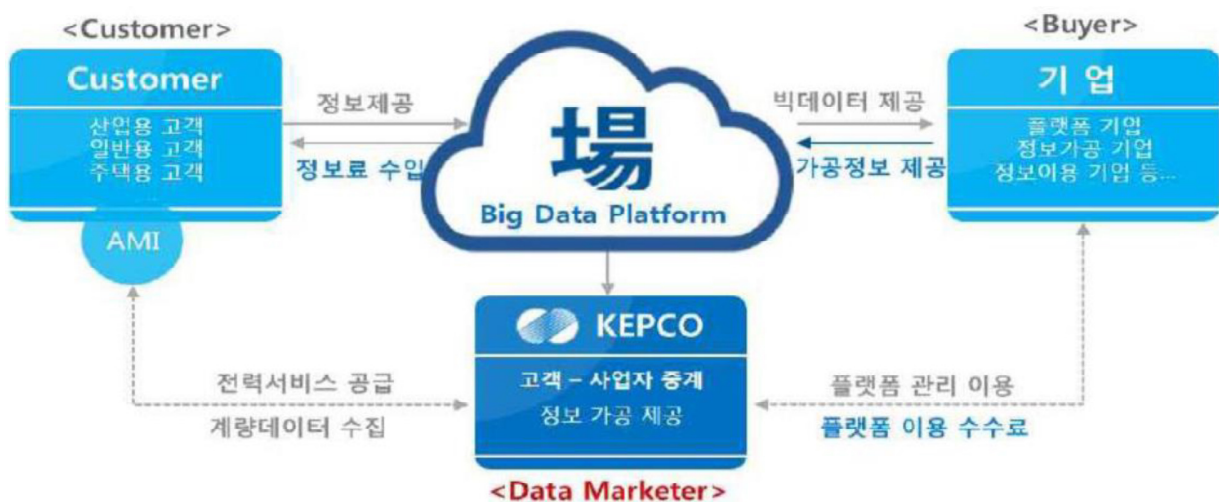 <Customer>
Customer
산업용 고객
일반용 고객
주택용 고객
...
AMI
정보제공
정보료 수입
場
Big Data Platform
빅데이터 제공
가공정보 제공
<Buyer>
기 업
플랫폼 기업
정보가공 기업
정보이용 기업 등...
KEPCO
고객 – 사업자 중계
정보 가공 제공
<Data Marketer>
전력서비스 공급
계량데이터 수집
플랫폼 관리 이용
플랫폼 이용 수수료